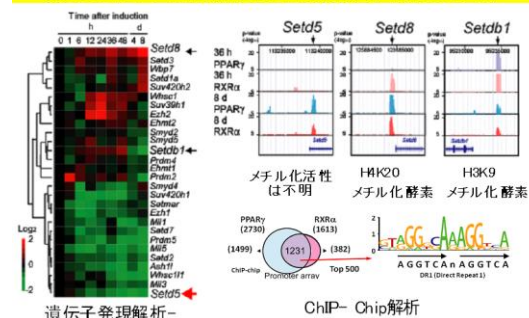 Time after induction
h d
0 1 6 12 24 36 48 4 8
Setd8
Setd3
Wbp7
Setd1a
Suv420h2
Whsc1
Suv39h1
Ezh2
Ehmt2
Smyd2
Smyd5
Setdb1
Prdm4
Ehmt1
Prdm2
Smyd4
Suv420h1
Setmar
Ezh1
Mll1
Setd7
Prdm5
Mll5
Setd2
Ash1l
Whsc1l1
Mll3
Setd5
Log2
2
0
-2
遺伝子発現解析-
Setd5 Setd8 Setdb1
36 h
PPARγ
36 h
RXRα
8 d
PPARγ
8 d
RXRα
Setd5 Setd8 Setdb1
メチル化活性
は不明
H4K20
メチル化酵素
H3K9
メチル化酵素
PPARγ
(2730)
RXRα
(1613)
(1499) 1231 (382)
ChIP-chip
Promoter array
Top 500
AGGTCAnAGGTCA
DR1 (Direct Repeat 1)
ChIP- Chip解析